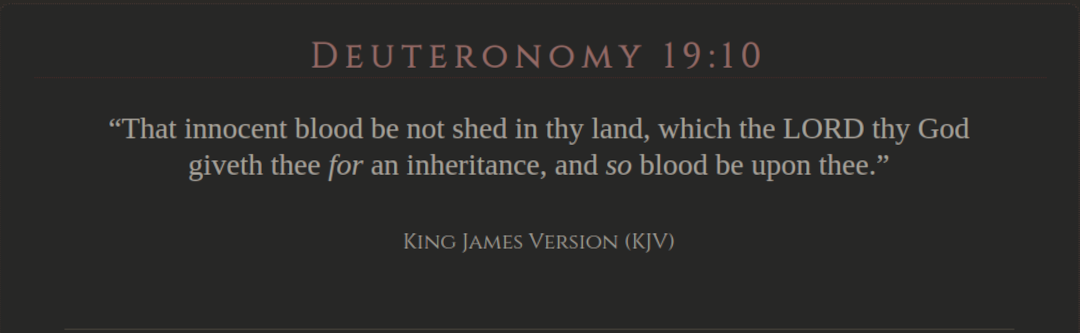 Deuteronomy 19:10
“That innocent blood be not shed in thy land, which the LORD thy God
giveth thee for an inheritance, and so blood be upon thee.”
King James Version (KJV)